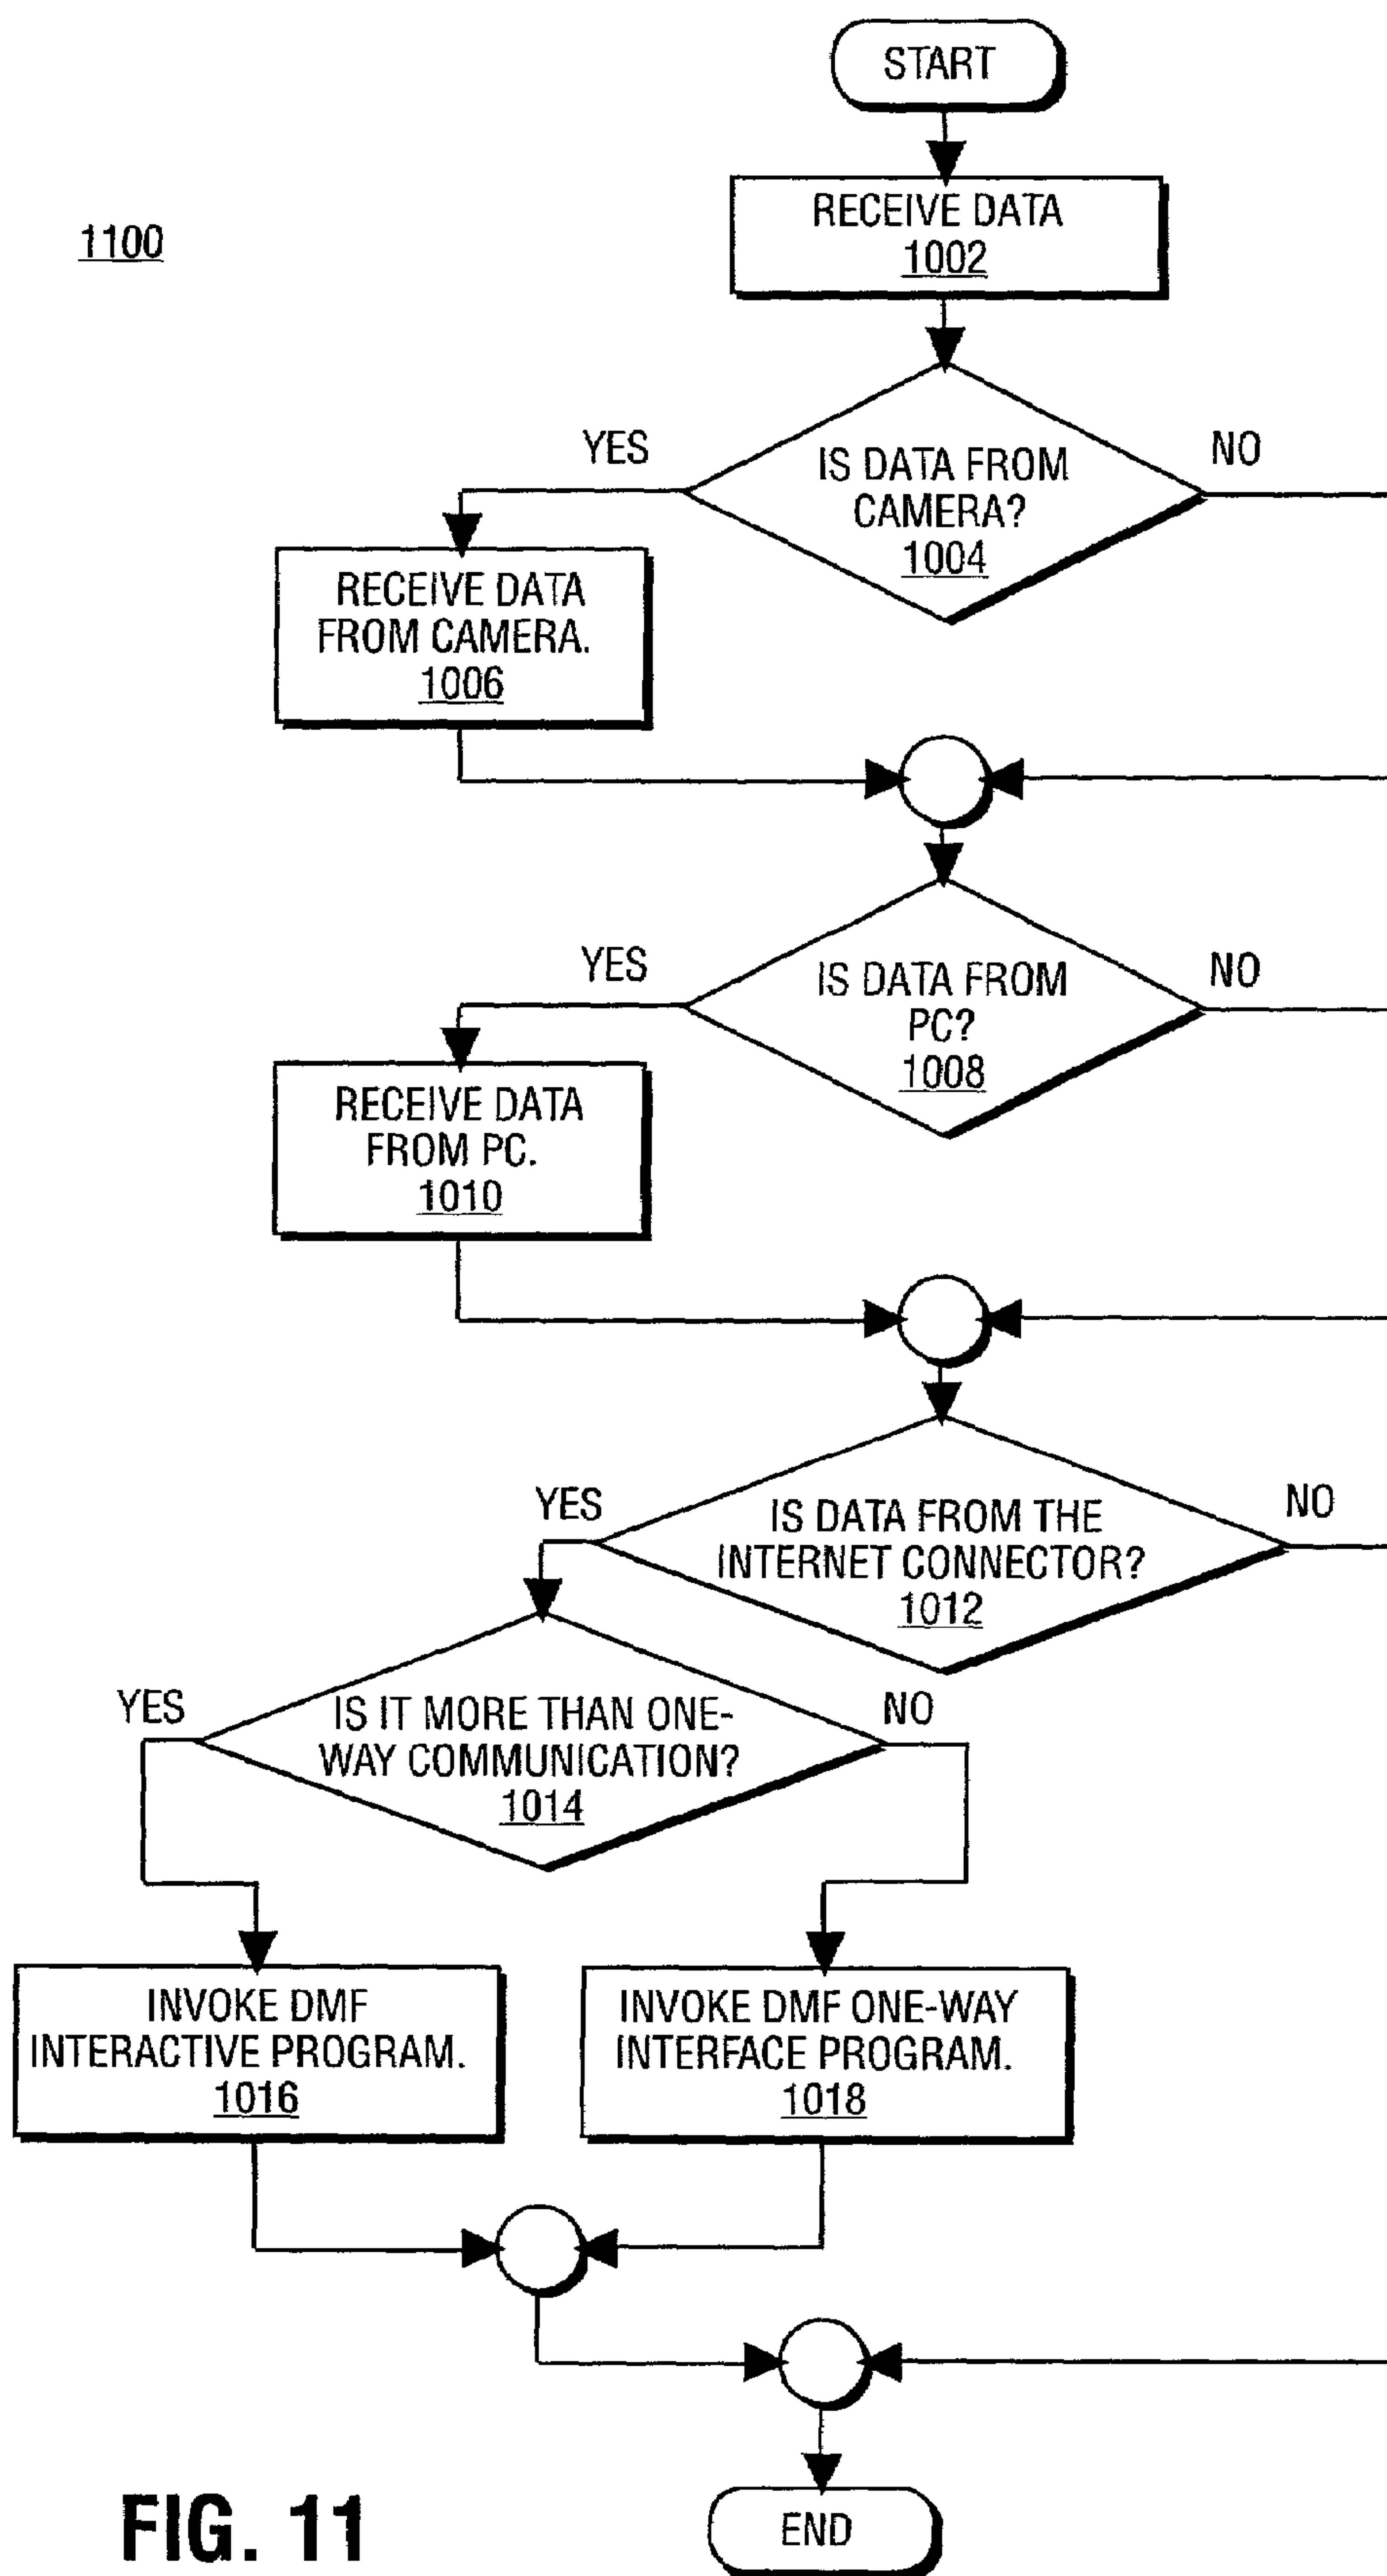 START
1100
RECEIVE DATA
1002
YES
NO
IS DATA FROM
CAMERA?
1004
RECEIVE DATA
FROM CAMERA.
1006
YES
NO
IS DATA FROM
PC?
1008
RECEIVE DATA
FROM PC.
1010
YES
NO
IS DATA FROM THE
INTERNET CONNECTOR?
1012
YES
NO
IS IT MORE THAN ONE-
WAY COMMUNICATION?
1014
INVOKE DMF
INTERACTIVE PROGRAM.
1016
INVOKE DMF ONE-WAY
INTERFACE PROGRAM.
1018
END
FIG. 11